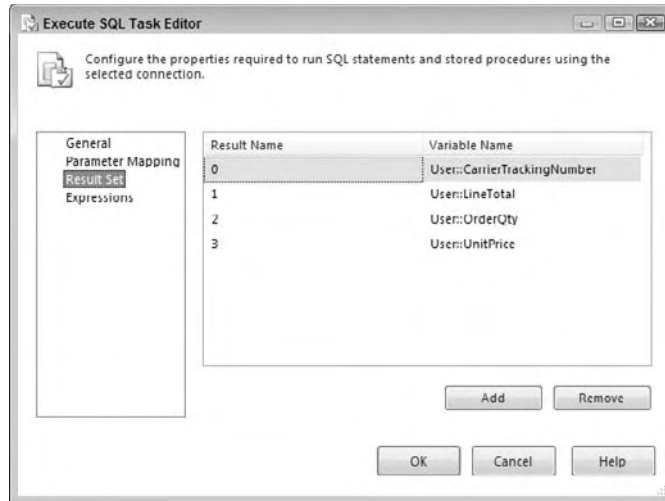 Execute SQL Task Editor
Configure the properties required to run SQL statements and stored procedures using the
selected connection.
General
Parameter Mapping
Result Set
Expressions
Result Name Variable Name
0 User::CarrierTrackingNumber
1 User::LineTotal
2 User::OrderQty
3 User::UnitPrice
Add Remove
OK Cancel Help